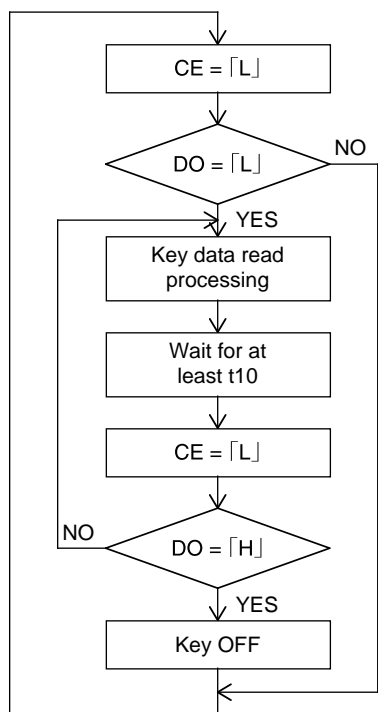 CE = ⌈L⌋
DO = ⌈L⌋
NO
YES
Key data read
processing
Wait for at
least t10
CE = ⌈L⌋
NO
DO = ⌈H⌋
YES
Key OFF